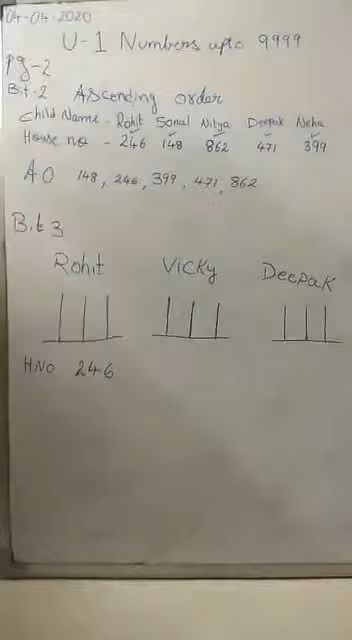 04-04-2020
U-1 Numbers upto 9999
Pg-2
Bit-2 Ascending order
Child Name - Rohit Sonal Nitya Deepak Neha
House no - 246 148 862 471 399
AO 148, 246, 399, 471, 862
Bit 3
Rohit Vicky Deepak
HNO 246